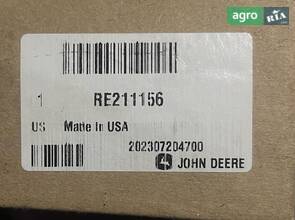 agro RIA
1 RE211156
US Made In USA
202307204700
JOHN DEERE